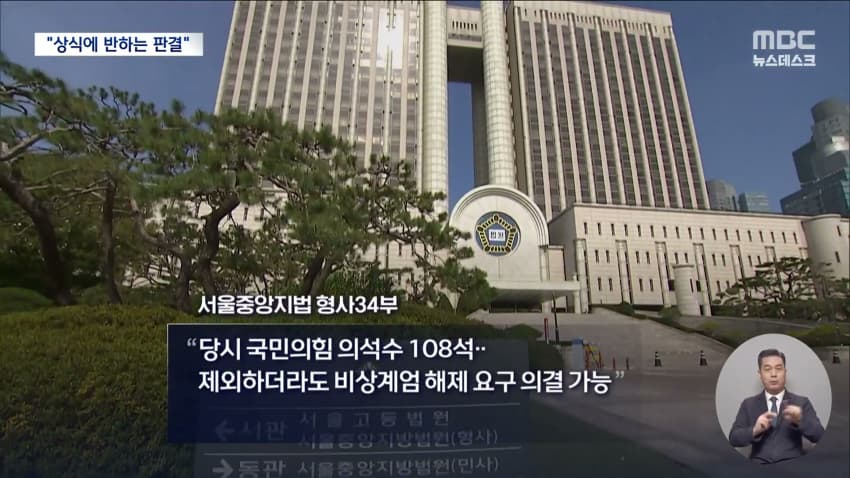 "상식에 반하는 판결"
MBC
뉴스데스크
법원
서울중앙지법 형사34부
“당시 국민의힘 의석수 108석‥
제외하더라도 비상계엄 해제 요구 의결 가능”
← 서관 서울고등법원
서울중앙지방법원(형사)
→ 동관 서울중앙지방법원(민사)